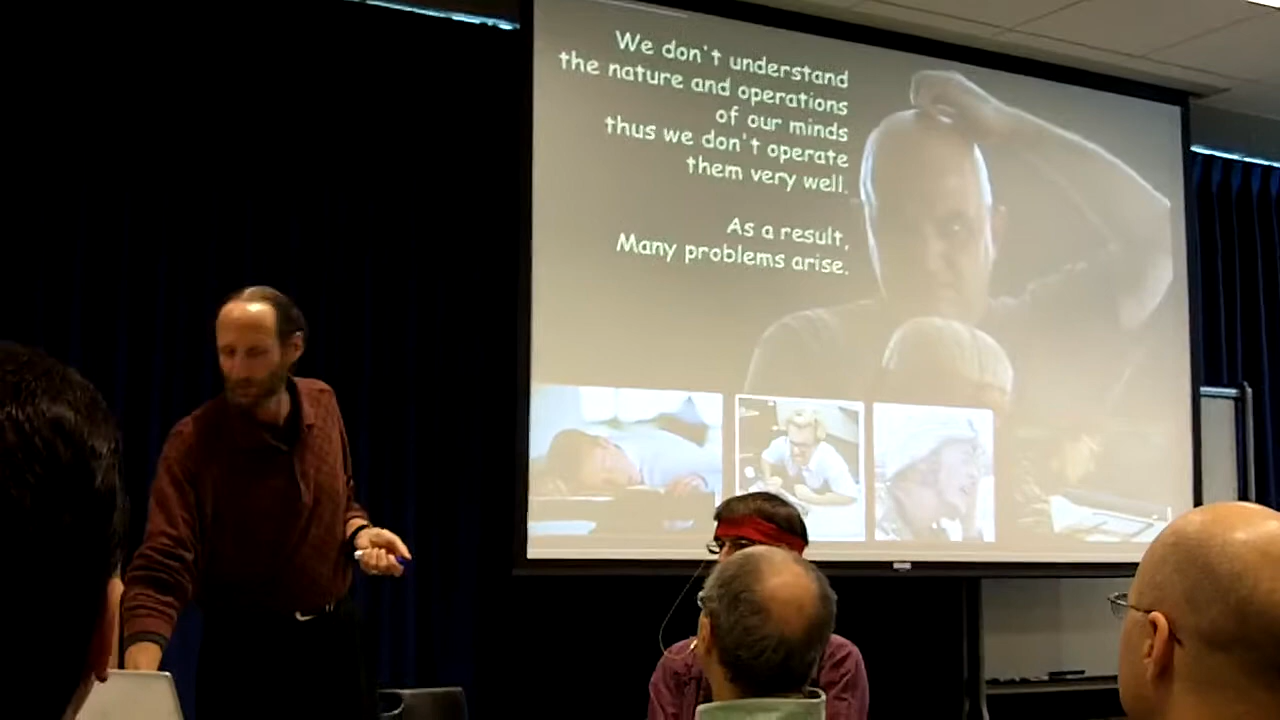 We don't understand
the nature and operations
of our minds
thus we don't operate
them very well.
As a result,
Many problems arise.